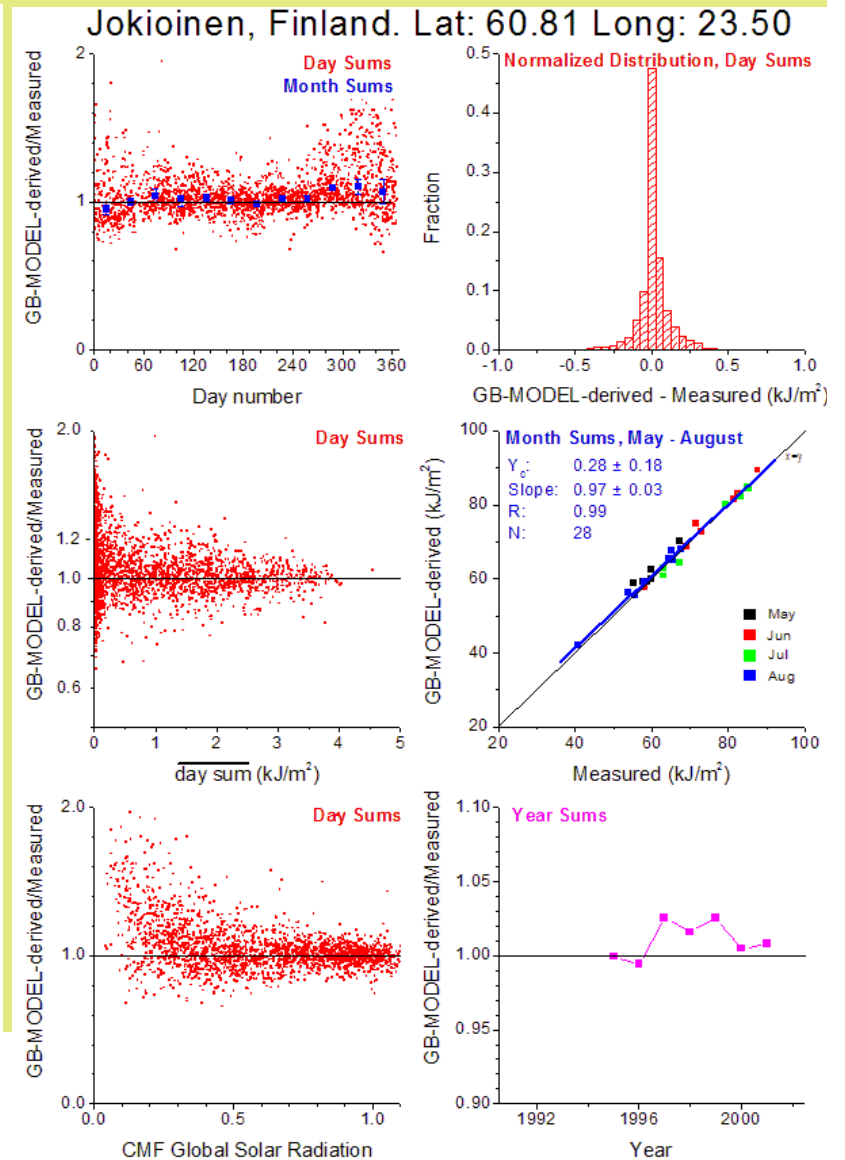 Jokioinen, Finland. Lat: 60.81 Long: 23.50
GB-MODEL-derived/Measured
2
1
0
Day Sums
Month Sums
0 60 120 180 240 300 360
Day number
Fraction
0.5
0.4
0.3
0.2
0.1
0.0
Normalized Distribution, Day Sums
-1.0 -0.5 0.0 0.5 1.0
GB-MODEL-derived - Measured (kJ/m²)
GB-MODEL-derived/Measured
2.0
1.2
1.0
0.8
0.6
Day Sums
0 1 2 3 4 5
day sum (kJ/m²)
GB-MODEL-derived (kJ/m²)
100
80
60
40
20
Month Sums, May - August
Y₀: 0.28 ± 0.18
Slope: 0.97 ± 0.03
R: 0.99
N: 28
x=y
May
Jun
Jul
Aug
20 40 60 80 100
Measured (kJ/m²)
GB-MODEL-derived/Measured
2.0
1.0
0.0
Day Sums
0.0 0.5 1.0
CMF Global Solar Radiation
GB-MODEL-derived/Measured
1.10
1.05
1.00
0.95
0.90
Year Sums
1992 1996 2000
Year